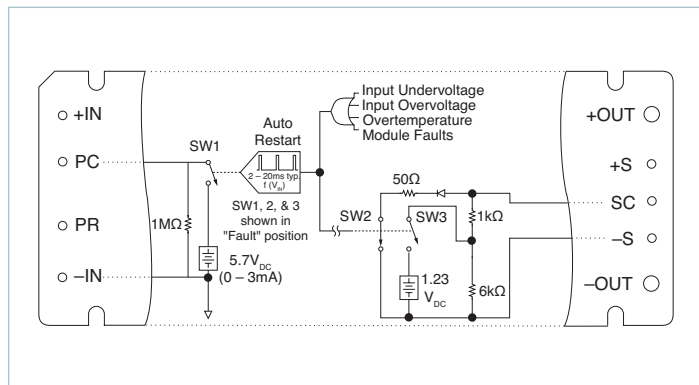 +IN
PC
PR
–IN
SW1
1MΩ
5.7V DC
(0 – 3mA)
Auto
Restart
2 – 20ms typ.
f (V IN)
SW1, 2, & 3
shown in
"Fault" position
Input Undervoltage
Input Overvoltage
Overtemperature
Module Faults
50Ω
SW2
SW3
1kΩ
1.23
V DC
6kΩ
+OUT
+S
SC
–S
–OUT